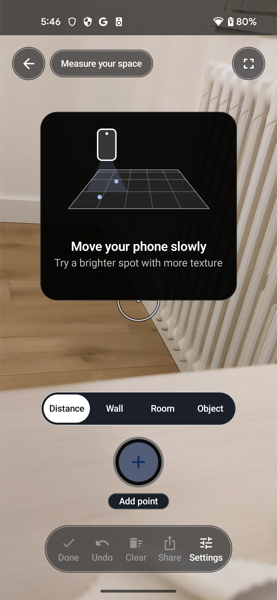 5:46
80%
Measure your space
Move your phone slowly
Try a brighter spot with more texture
Distance Wall Room Object
Add point
Done Undo Clear Share Settings